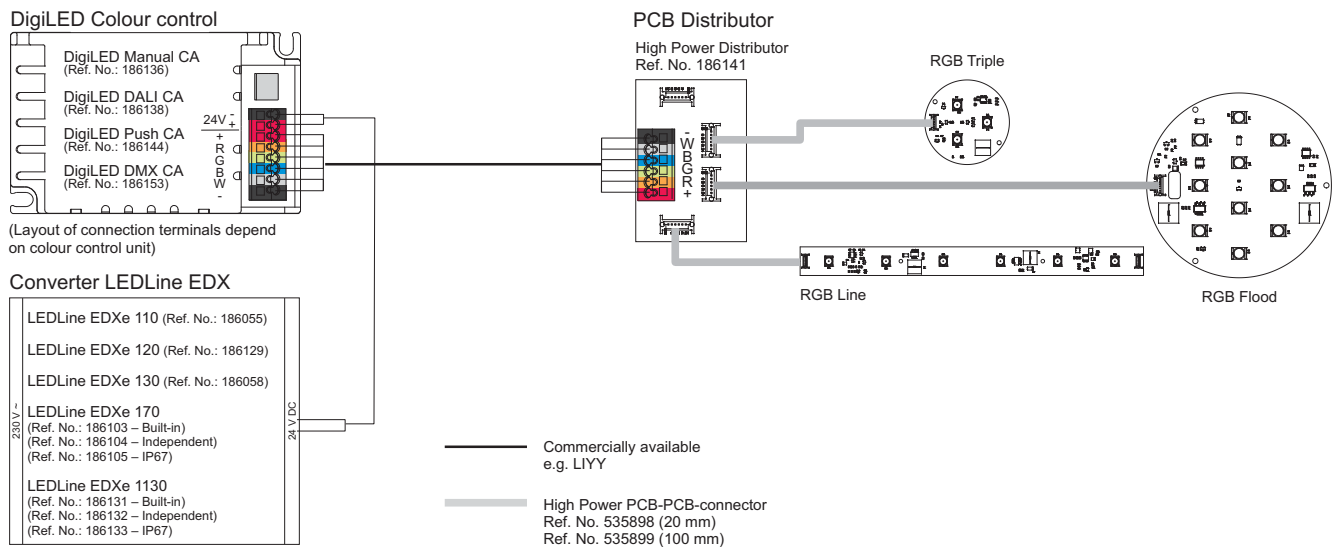 DigiLED Colour control
DigiLED Manual CA
(Ref. No.: 186136)
DigiLED DALI CA
(Ref. No.: 186138)
DigiLED Push CA
(Ref. No.: 186144)
DigiLED DMX CA
(Ref. No.: 186153)
24V
-
+
+
R
G
B
W
-
(Layout of connection terminals depend
on colour control unit)
Converter LEDLine EDX
230 V ~
LEDLine EDXe 110 (Ref. No.: 186055)
LEDLine EDXe 120 (Ref. No.: 186129)
LEDLine EDXe 130 (Ref. No.: 186058)
LEDLine EDXe 170
(Ref. No.: 186103 – Built-in)
(Ref. No.: 186104 – Independent)
(Ref. No.: 186105 – IP67)
LEDLine EDXe 1130
(Ref. No.: 186131 – Built-in)
(Ref. No.: 186132 – Independent)
(Ref. No.: 186133 – IP67)
24 V DC
PCB Distributor
High Power Distributor
Ref. No. 186141
-
W
B
G
R
+
RGB Triple
RGB Line
RGB Flood
Commercially available
e.g. LIYY
High Power PCB-PCB-connector
Ref. No. 535898 (20 mm)
Ref. No. 535899 (100 mm)